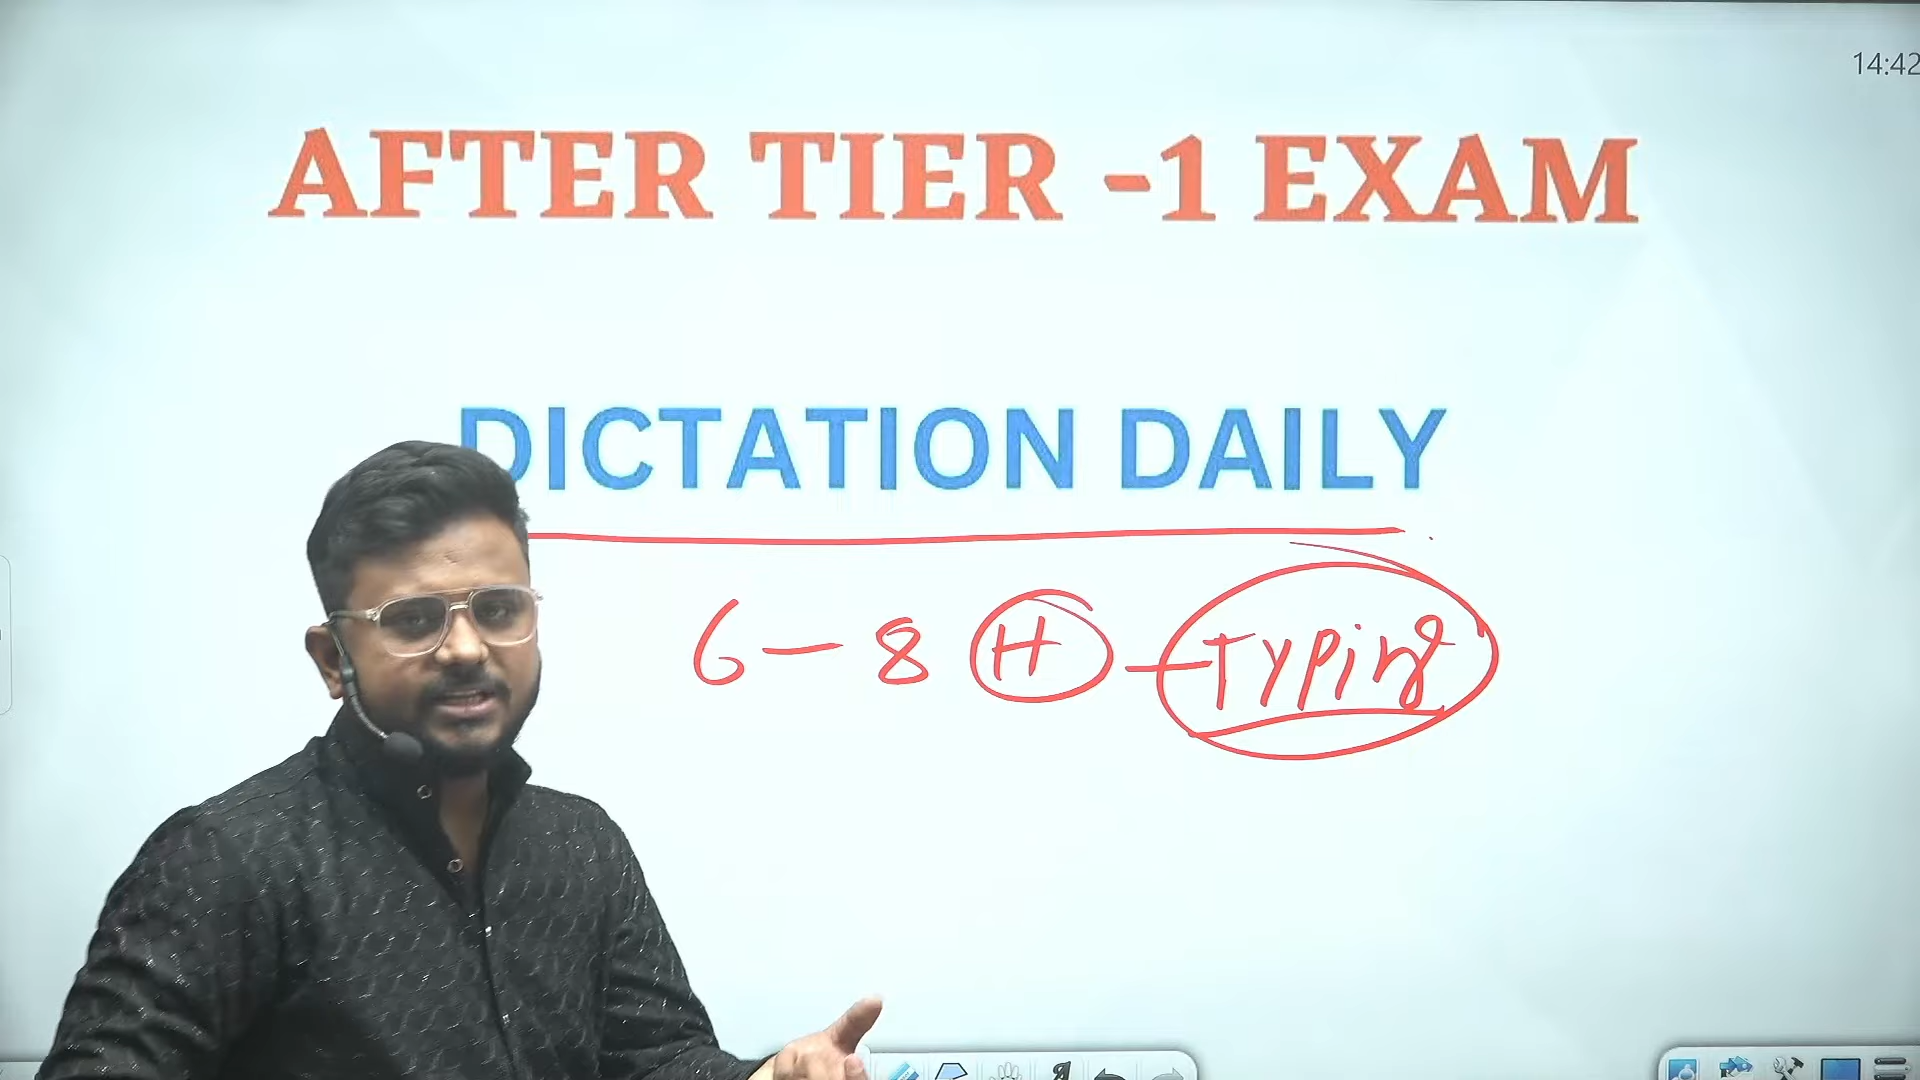 14:42
AFTER TIER -1 EXAM
DICTATION DAILY
6-8 H - Typing